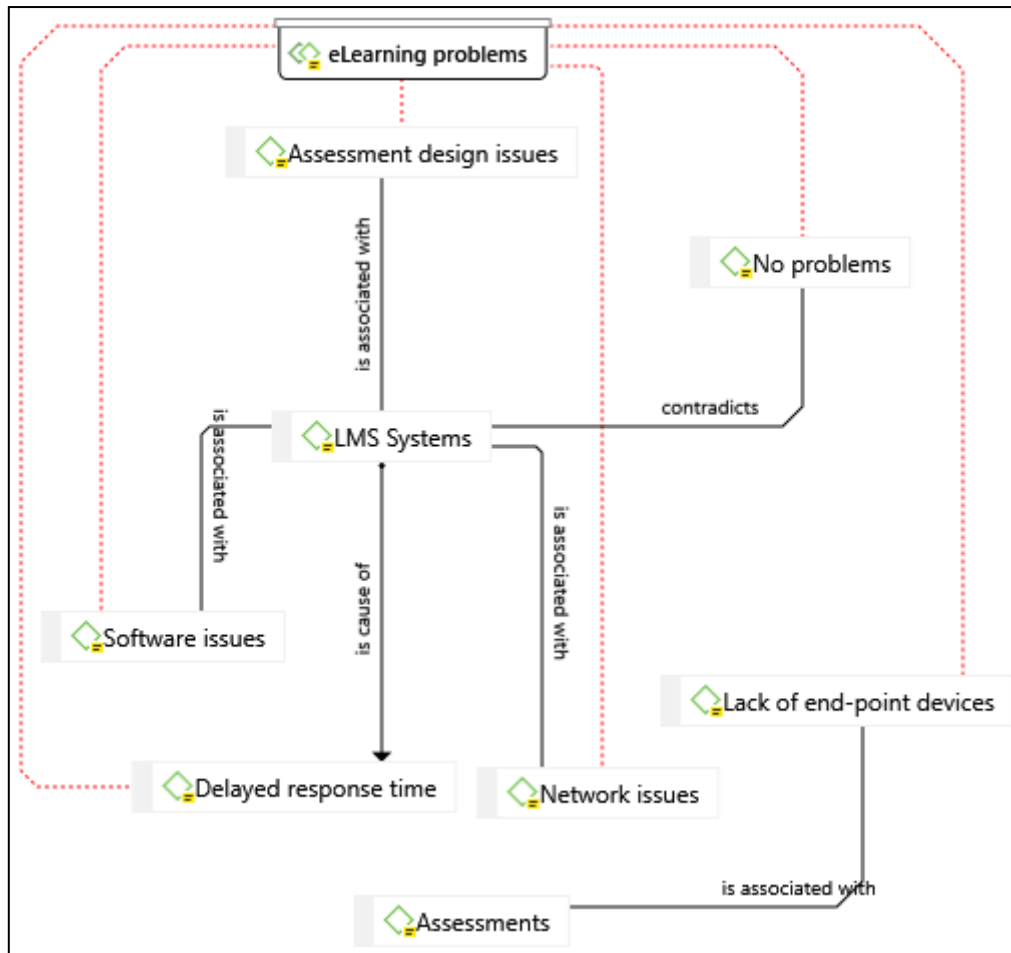 eLearning problems
Assessment design issues
is associated with
No problems
contradicts
LMS Systems
is associated with
is cause of
is associated with
Software issues
Lack of end-point devices
Delayed response time
Network issues
is associated with
Assessments